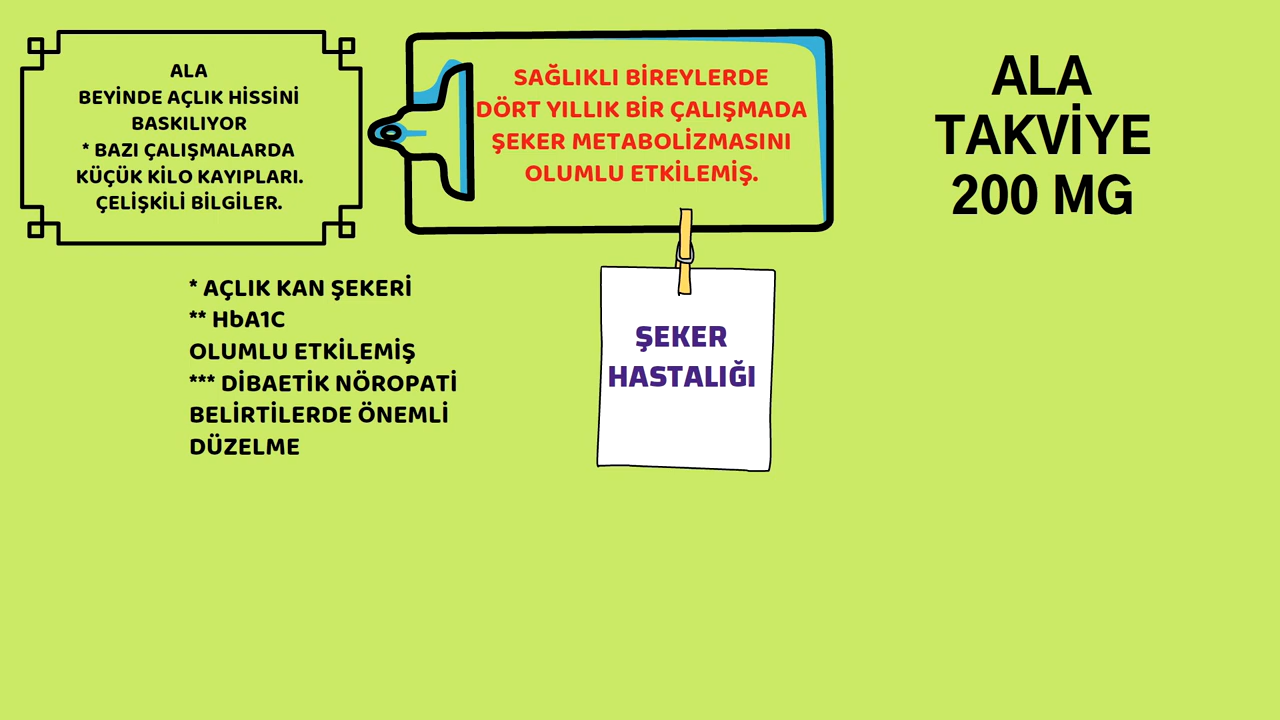 ALA
BEYİNDE AÇLIK HİSSİNİ
BASKILIYOR
* BAZI ÇALIŞMALARDA
KÜÇÜK KİLO KAYIPLARI.
ÇELİŞKİLİ BİLGİLER.
SAĞLIKLI BİREYLERDE
DÖRT YILLIK BİR ÇALIŞMADA
ŞEKER METABOLİZMASINI
OLUMLU ETKİLEMİŞ.
ALA
TAKVİYE
200 MG
* AÇLIK KAN ŞEKERİ
** HbA1C
OLUMLU ETKİLEMİŞ
*** DİBAETİK NÖROPATİ
BELİRTİLERDE ÖNEMLİ
DÜZELME
ŞEKER
HASTALIĞI